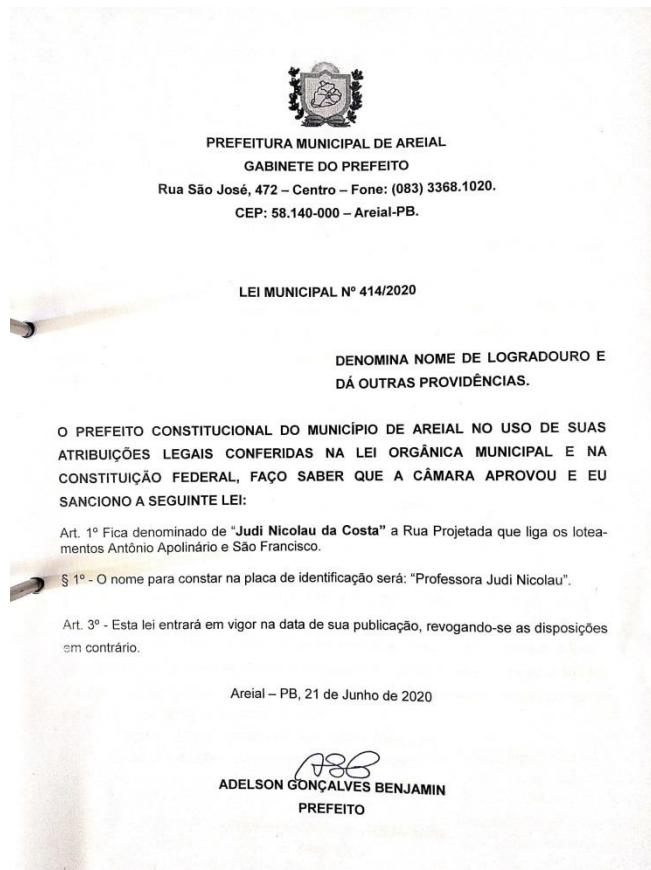 PREFEITURA MUNICIPAL DE AREIAL
GABINETE DO PREFEITO
Rua São José, 472 – Centro – Fone: (083) 3368.1020.
CEP: 58.140-000 – Areial-PB.
LEI MUNICIPAL Nº 414/2020
DENOMINA NOME DE LOGRADOURO E
DÁ OUTRAS PROVIDÊNCIAS.
O PREFEITO CONSTITUCIONAL DO MUNICÍPIO DE AREIAL NO USO DE SUAS
ATRIBUIÇÕES LEGAIS CONFERIDAS NA LEI ORGÂNICA MUNICIPAL E NA
CONSTITUIÇÃO FEDERAL, FAÇO SABER QUE A CÂMARA APROVOU E EU
SANCIONO A SEGUINTE LEI:
Art. 1º Fica denominado de “Judi Nicolau da Costa” a Rua Projetada que liga os lotea-
mentos Antônio Apolinário e São Francisco.
§ 1º - O nome para constar na placa de identificação será: “Professora Judi Nicolau”.
Art. 3º - Esta lei entrará em vigor na data de sua publicação, revogando-se as disposições
em contrário.
Areial – PB, 21 de Junho de 2020
ADELSON GONÇALVES BENJAMIN
PREFEITO